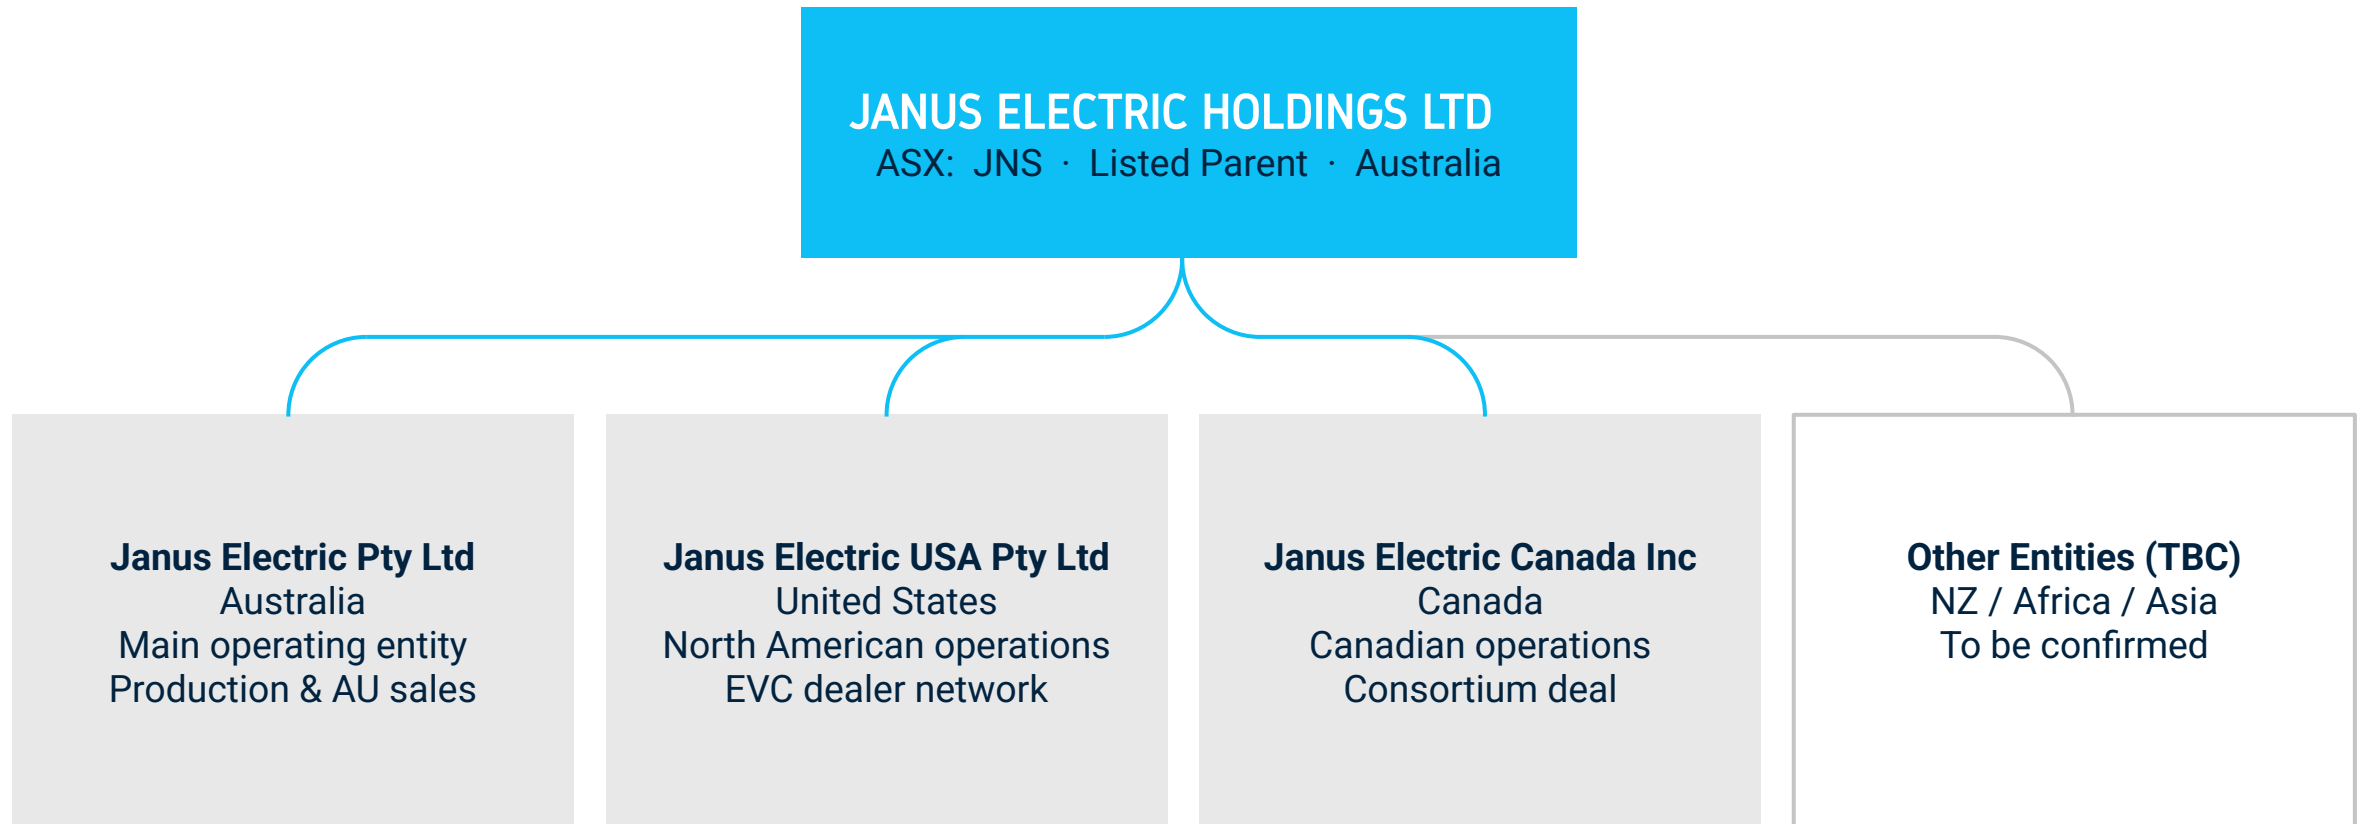 JANUS ELECTRIC HOLDINGS LTD
ASX: JNS · Listed Parent · Australia
Janus Electric Pty Ltd
Australia
Main operating entity
Production & AU sales
Janus Electric USA Pty Ltd
United States
North American operations
EVC dealer network
Janus Electric Canada Inc
Canada
Canadian operations
Consortium deal
Other Entities (TBC)
NZ / Africa / Asia
To be confirmed